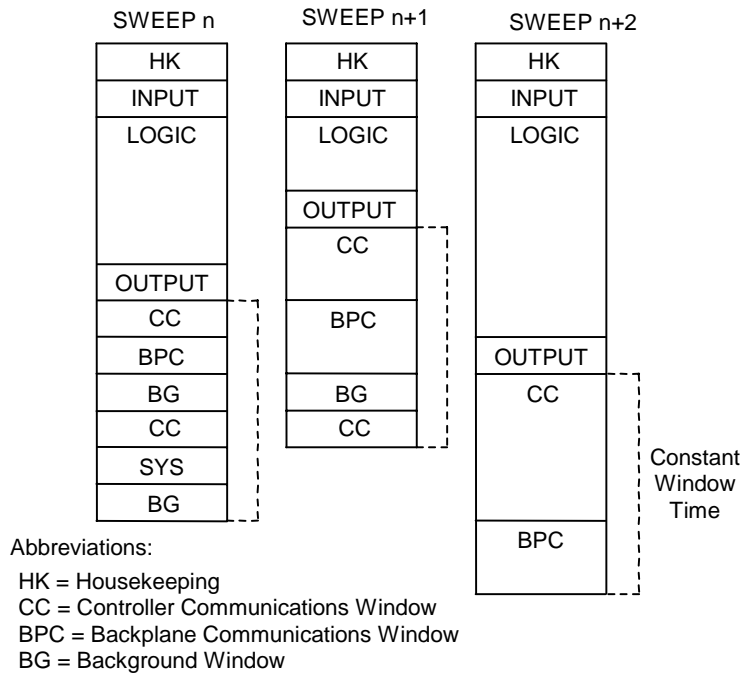 SWEEP n
HK
INPUT
LOGIC
OUTPUT
CC
BPC
BG
CC
SYS
BG
SWEEP n+1
HK
INPUT
LOGIC
OUTPUT
CC
BPC
BG
CC
SWEEP n+2
HK
INPUT
LOGIC
OUTPUT
CC
BPC
Constant
Window
Time
Abbreviations:
HK = Housekeeping
CC = Controller Communications Window
BPC = Backplane Communications Window
BG = Background Window